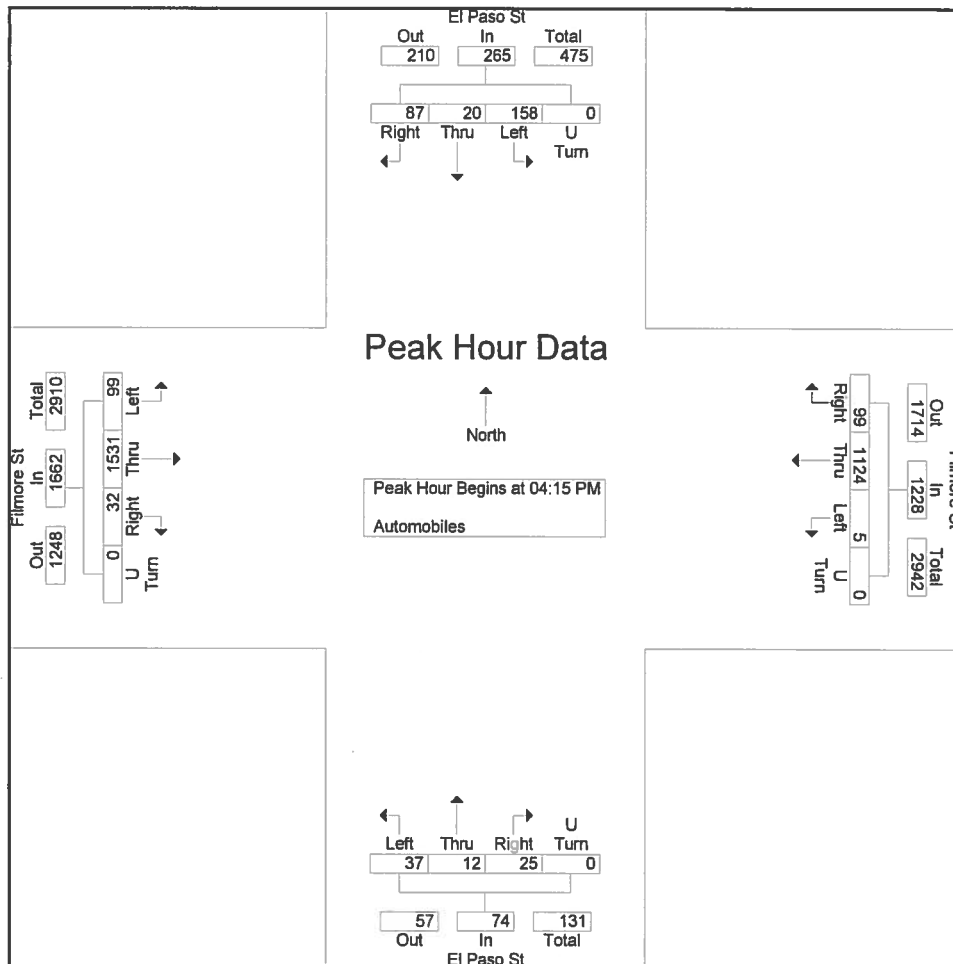 El Paso St
Out In Total
210 265 475
87 20 158 0
Right Thru Left U Turn
Peak Hour Data
North
Peak Hour Begins at 04:15 PM
Automobiles
Filmore St
Total In Out
2910 1662 1248
99 1531 32 0
Left Thru Right U Turn
Right Thru Left U Turn
99 1124 5 0
1714 1228 2942
Out In Total
Left Thru Right U Turn
37 12 25 0
57 74 131
Out In Total
El Paso St